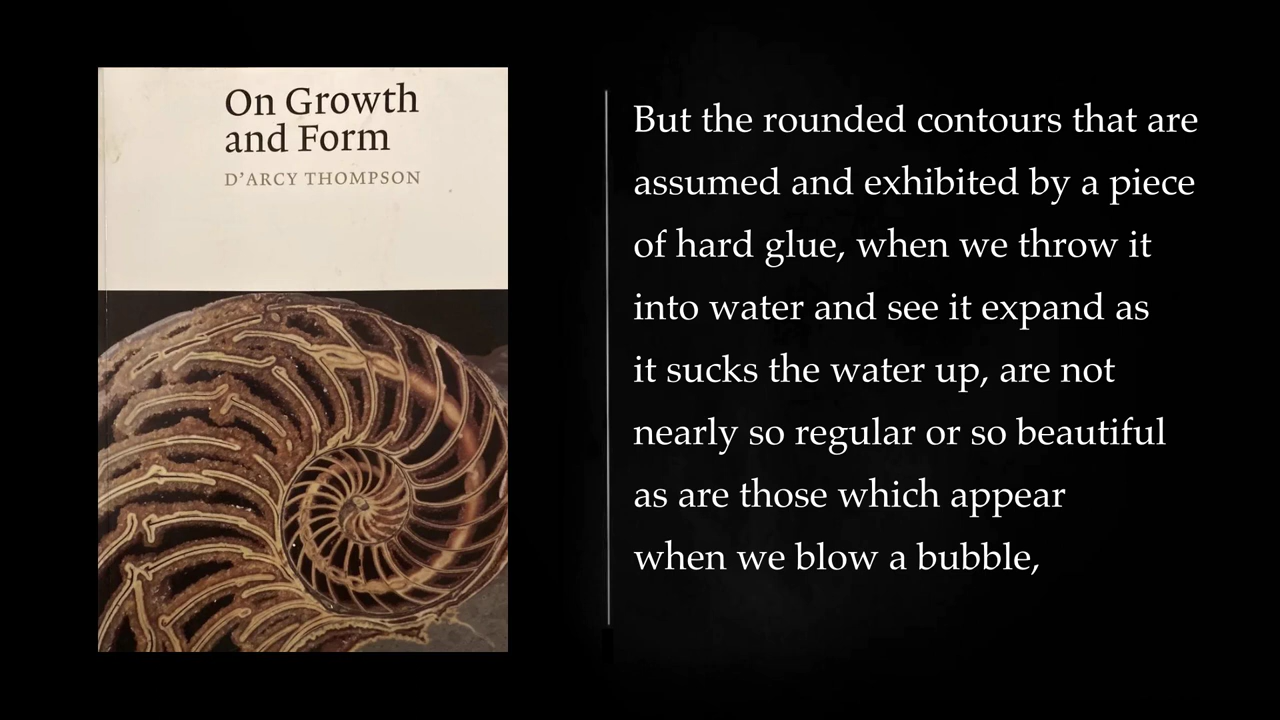 On Growth
and Form
D'ARCY THOMPSON
But the rounded contours that are
assumed and exhibited by a piece
of hard glue, when we throw it
into water and see it expand as
it sucks the water up, are not
nearly so regular or so beautiful
as are those which appear
when we blow a bubble,